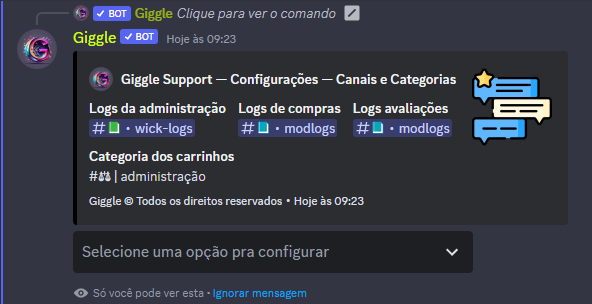 ✓ BOT Giggle Clique para ver o comando
Giggle ✓ BOT Hoje às 09:23
Giggle Support — Configurações — Canais e Categorias
Logs da administração Logs de compras Logs avaliações
#📗 • wick-logs #📘 • modlogs #📘 • modlogs
Categoria dos carrinhos
#⚖ | administração
Giggle © Todos os direitos reservados • Hoje às 09:23
Selecione uma opção pra configurar
Só você pode ver esta • Ignorar mensagem